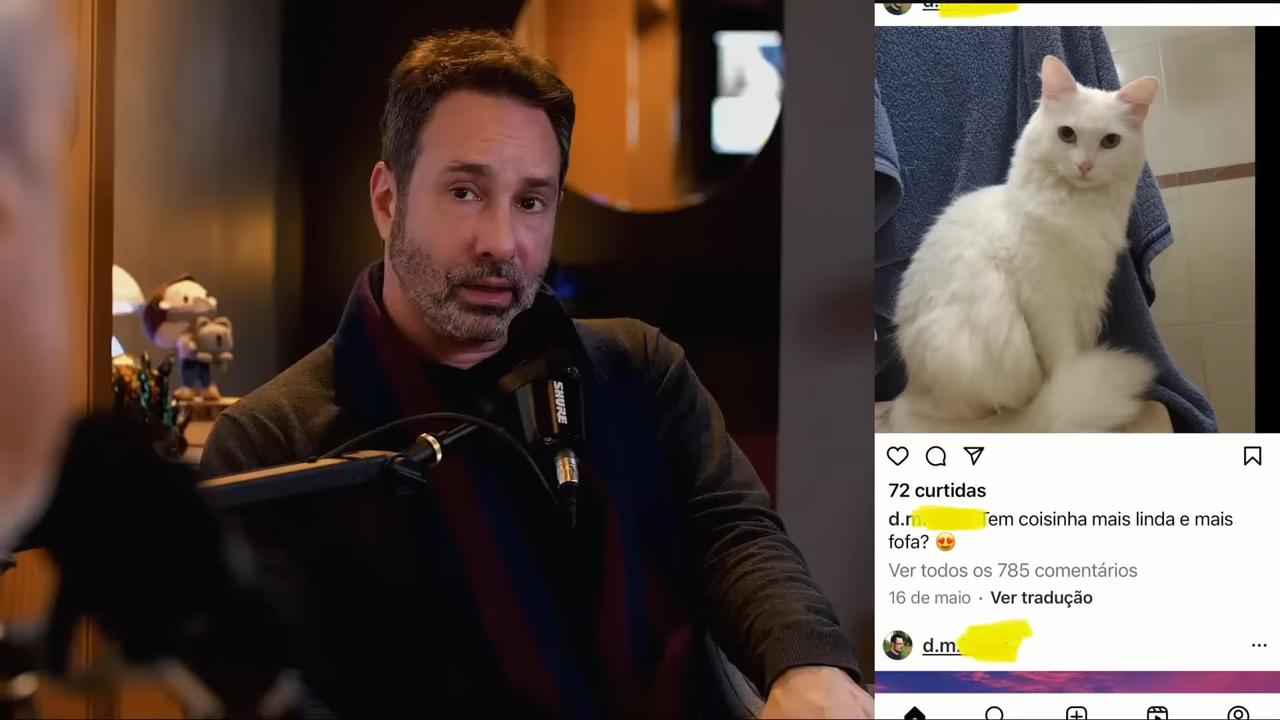 d.
SHURE
72 curtidas
d.m. Tem coisinha mais linda e mais
fofa? 😍
Ver todos os 785 comentários
16 de maio · Ver tradução
d.m.